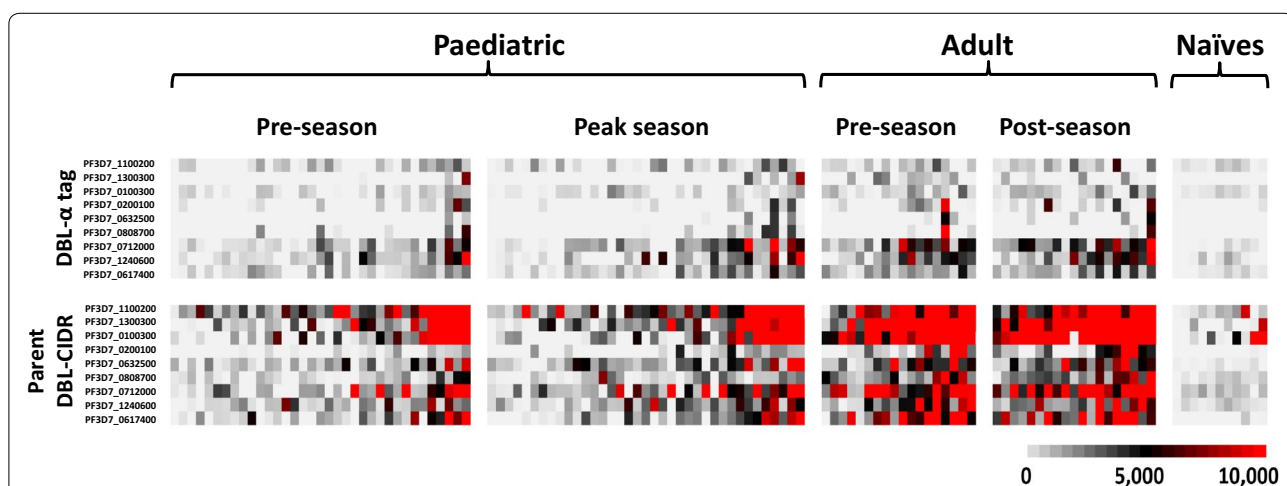 Paediatric Adult Naïves
Pre-season Peak season Pre-season Post-season
DBL-α tag
PF3D7_1100200
PF3D7_1300300
PF3D7_0100300
PF3D7_0200100
PF3D7_0632500
PF3D7_0808700
PF3D7_0712000
PF3D7_1240600
PF3D7_0617400
Parent
DBL-CIDR
PF3D7_1100200
PF3D7_1300300
PF3D7_0100300
PF3D7_0200100
PF3D7_0632500
PF3D7_0808700
PF3D7_0712000
PF3D7_1240600
PF3D7_0617400
0 5,000 10,000